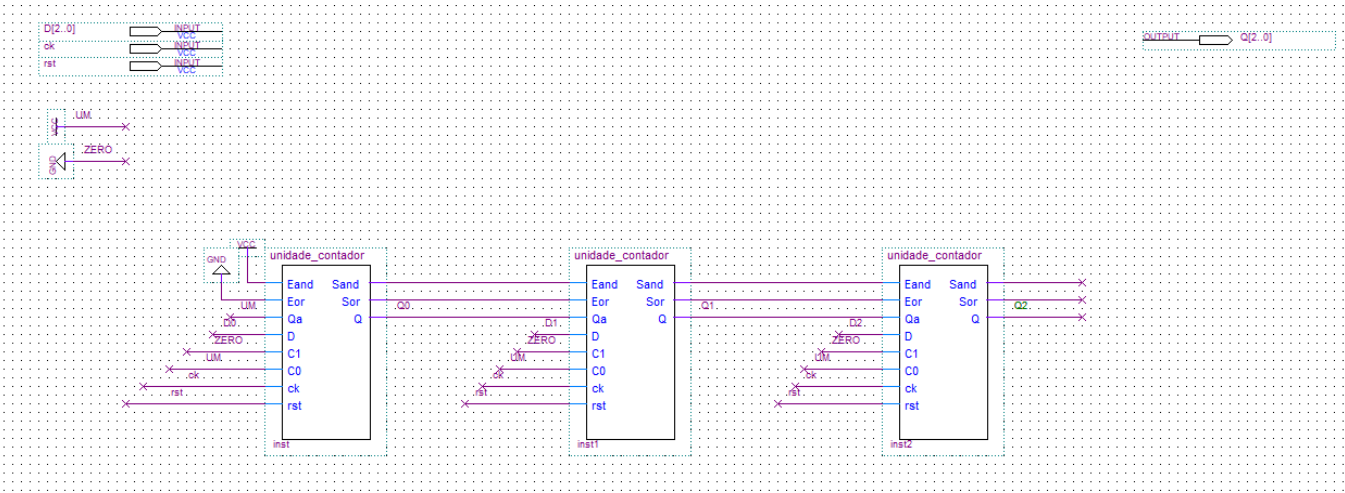 D[2..0] INPUT VCC
ck INPUT VCC
rst INPUT VCC
OUTPUT Q[2..0]
VCC UM
GND ZERO
VCC
GND
unidade_contador
Eand Sand
Eor Sor
Qa Q
D
C1
C0
ck
rst
UM
D0
ZERO
UM
ck
rst
inst
Q0
unidade_contador
Eand Sand
Eor Sor
Qa Q
D
C1
C0
ck
rst
D1
ZERO
UM
ck
rst
inst1
Q1
unidade_contador
Eand Sand
Eor Sor
Qa Q
D
C1
C0
ck
rst
D2
ZERO
UM
ck
rst
inst2
Q2